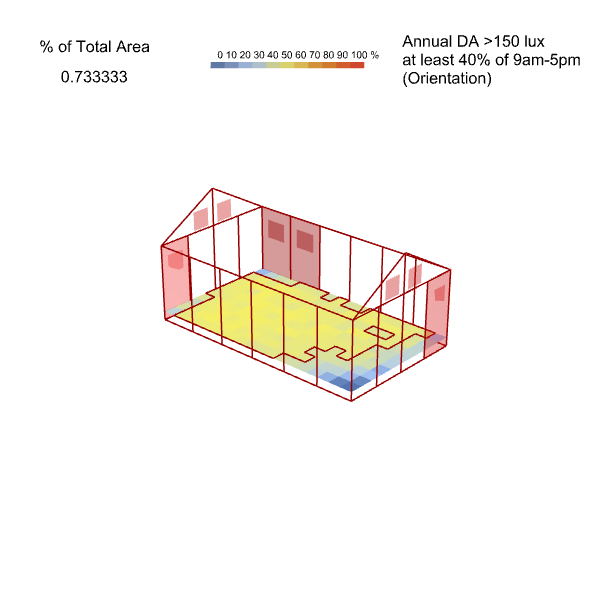 % of Total Area
0.733333
0 10 20 30 40 50 60 70 80 90 100 %
Annual DA >150 lux
at least 40% of 9am-5pm
(Orientation)